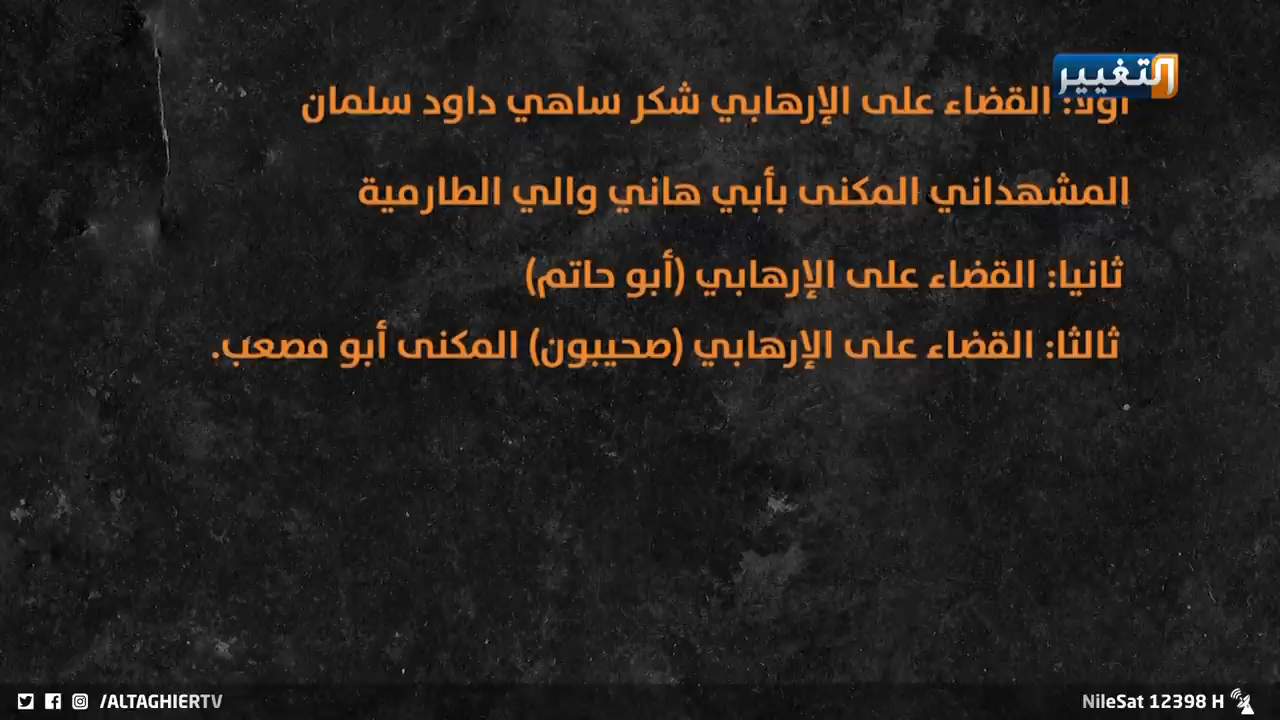 التغيير
أولا: القضاء على الإرهابي شكر ساهي داود سلمان
المشهداني المكنى بأبي هاني والي الطارمية
ثانيا: القضاء على الإرهابي (أبو حاتم)
ثالثا: القضاء على الإرهابي (صحيبون) المكنى أبو مصعب.
/ALTAGHIERTV
NileSat 12398 H